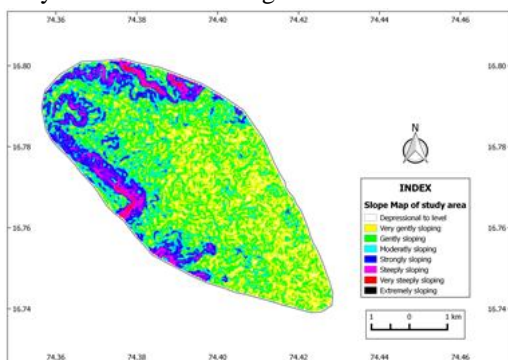 74.36 74.38 74.40 74.42 74.44 74.46
16.80 16.80
N
16.78 16.78
INDEX
Slope Map of study area
Depressional to level
Very gently sloping
Gently sloping
Moderatly sloping
Strongly sloping
Steeply sloping
Very steeply sloping
Extremely sloping
16.76 16.76
16.74 16.74
1 0 1 km
74.36 74.38 74.40 74.42 74.44 74.46